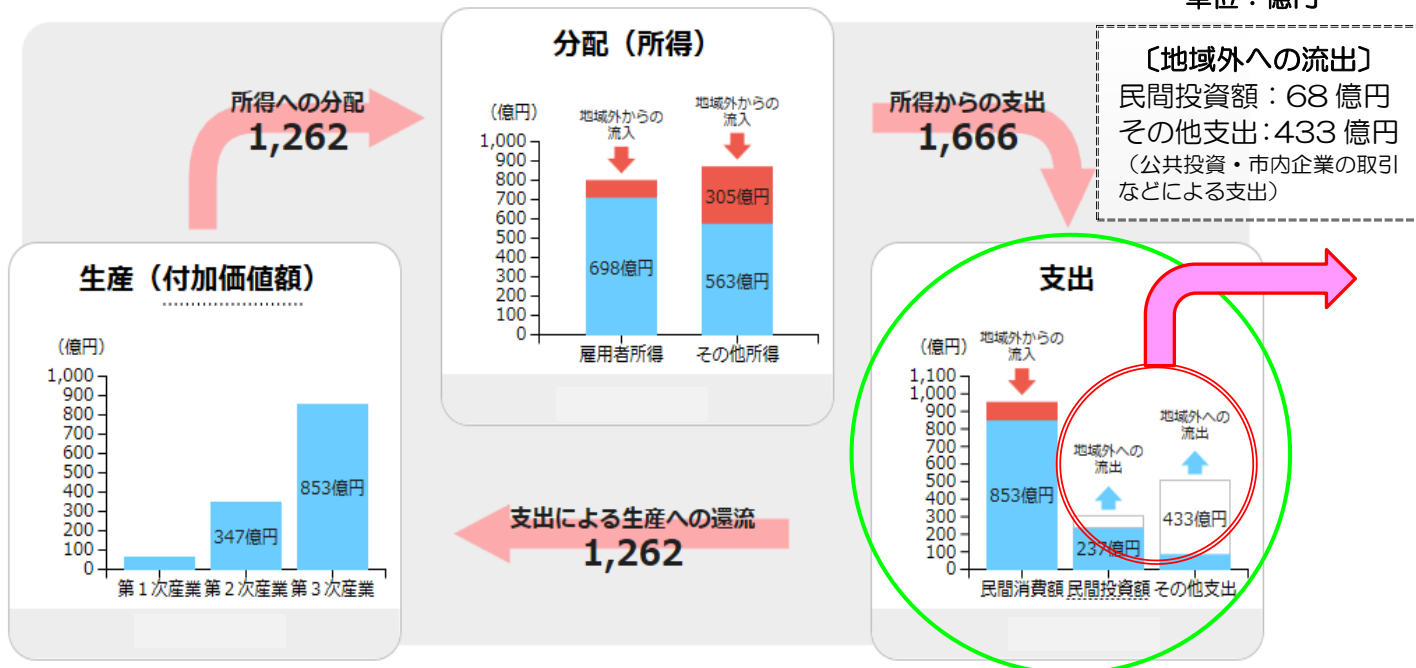 単位：億円
〔地域外への流出〕
民間投資額：68 億円
その他支出：433 億円
（公共投資・市内企業の取引
などによる支出）
分配（所得）
（億円）
地域外からの
流入
地域外からの
流入
1,000
900
800
700
600
500
400
300
200
100
0
305億円
698億円
563億円
雇用者所得
その他所得
所得への分配
1,262
所得からの支出
1,666
生産（付加価値額）
（億円）
1,000
900
800
700
600
500
400
300
200
100
0
347億円
853億円
第１次産業
第２次産業
第３次産業
支出
（億円）
地域外からの
流入
1,100
1,000
900
800
700
600
500
400
300
200
100
0
地域外への
流出
地域外への
流出
853億円
237億円
433億円
民間消費額
民間投資額
その他支出
支出による生産への還流
1,262